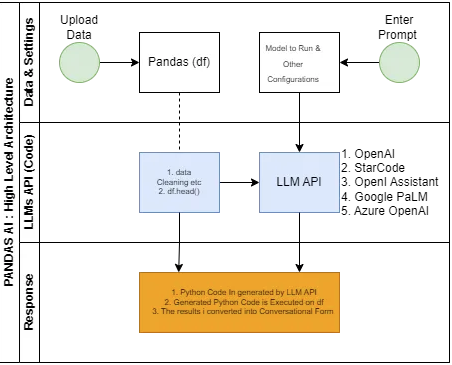 PANDAS AI : High Level Architecture
Data & Settings
Upload
Data
Pandas (df)
Model to Run &
Other
Configurations
Enter
Prompt
LLMs API (Code)
1. data
Cleaning etc
2. df.head()
LLM API
1. OpenAI
2. StarCode
3. OpenI Assistant
4. Google PaLM
5. Azure OpenAI
Response
1. Python Code In generated by LLM API
2. Generated Python Code is Executed on df
3. The results i converted into Conversational Form